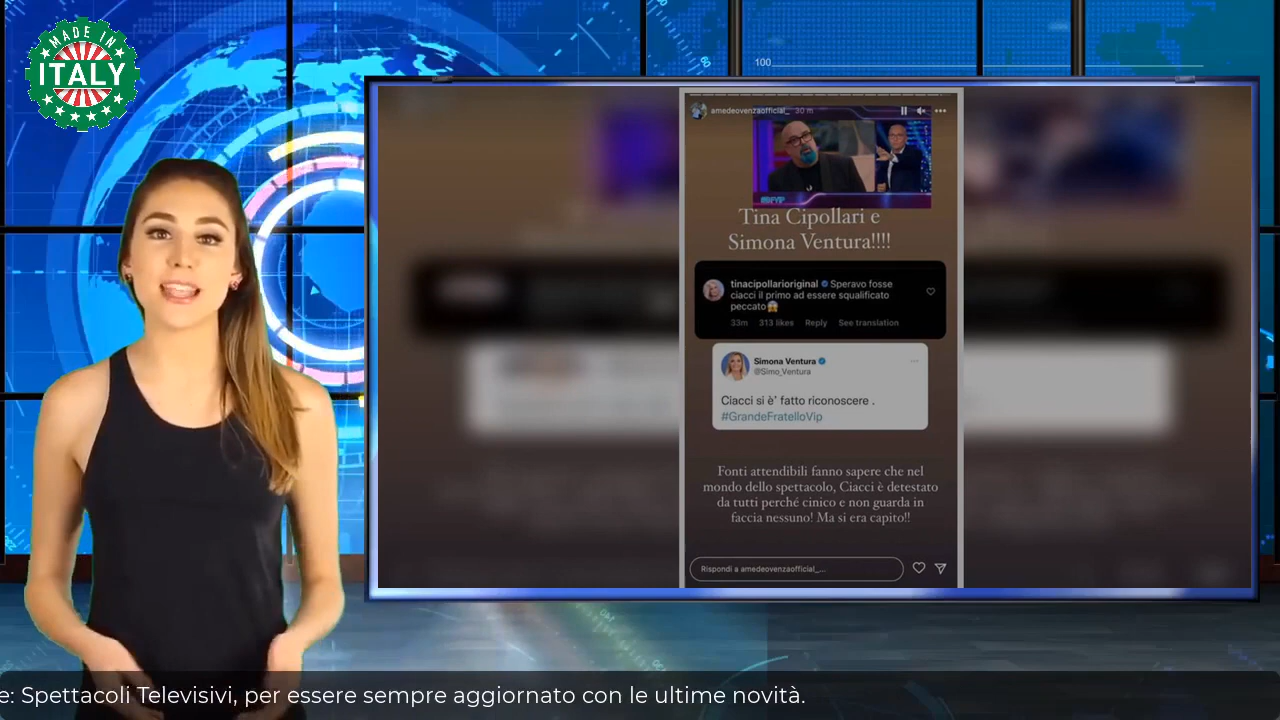 MADE IN
ITALY
100
60
amedeovenzaofficial_ 30 m
Tina Cipollari e
Simona Ventura!!!!
tinacipollarioriginal Speravo fosse
ciacci il primo ad essere squalificato
peccato😱
33m 313 likes Reply See translation
Simona Ventura
@Simo_Ventura
Ciacci si è' fatto riconoscere .
#GrandeFratelloVip
Fonti attendibili fanno sapere che nel
mondo dello spettacolo, Ciacci è detestato
da tutti perché cinico e non guarda in
faccia nessuno! Ma si era capito!!
Rispondi a amedeovenzaofficial_...
e: Spettacoli Televisivi, per essere sempre aggiornato con le ultime novità.